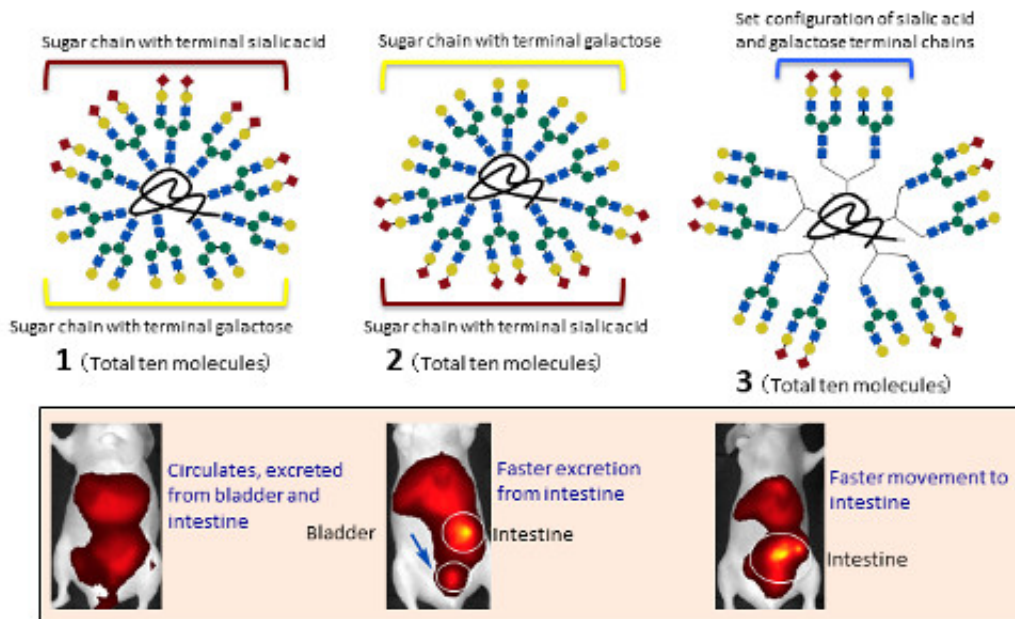 Sugar chain with terminal sialicacid
Sugar chain with terminal galactose
Set configuration of sialic acid
and galactose terminal chains
Sugar chain with terminal galactose
1 (Total ten molecules)
Sugar chain with terminal sialicacid
2 (Total ten molecules)
3 (Total ten molecules)
Circulates, excreted
from bladder and
intestine
Bladder
Faster excretion
from intestine
Intestine
Faster movement to
intestine
Intestine